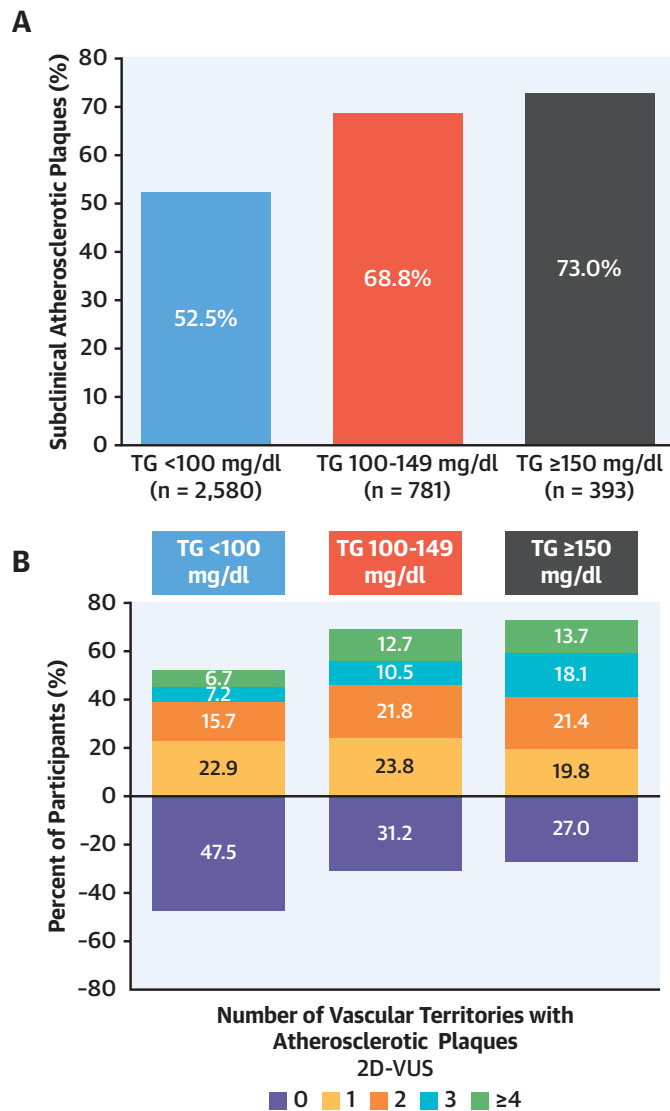 A
Subclinical Atherosclerotic Plaques (%)
80
70
60
50
40
30
20
10
0
52.5%
68.8%
73.0%
TG <100 mg/dl
(n = 2,580)
TG 100-149 mg/dl
(n = 781)
TG ≥150 mg/dl
(n = 393)
B
TG <100
mg/dl
TG 100-149
mg/dl
TG ≥150
mg/dl
Percent of Participants (%)
80
60
40
20
0
-20
-40
-60
-80
6.7
7.2
15.7
22.9
47.5
12.7
10.5
21.8
23.8
31.2
13.7
18.1
21.4
19.8
27.0
Number of Vascular Territories with
Atherosclerotic Plaques
2D-VUS
0 1 2 3 ≥4